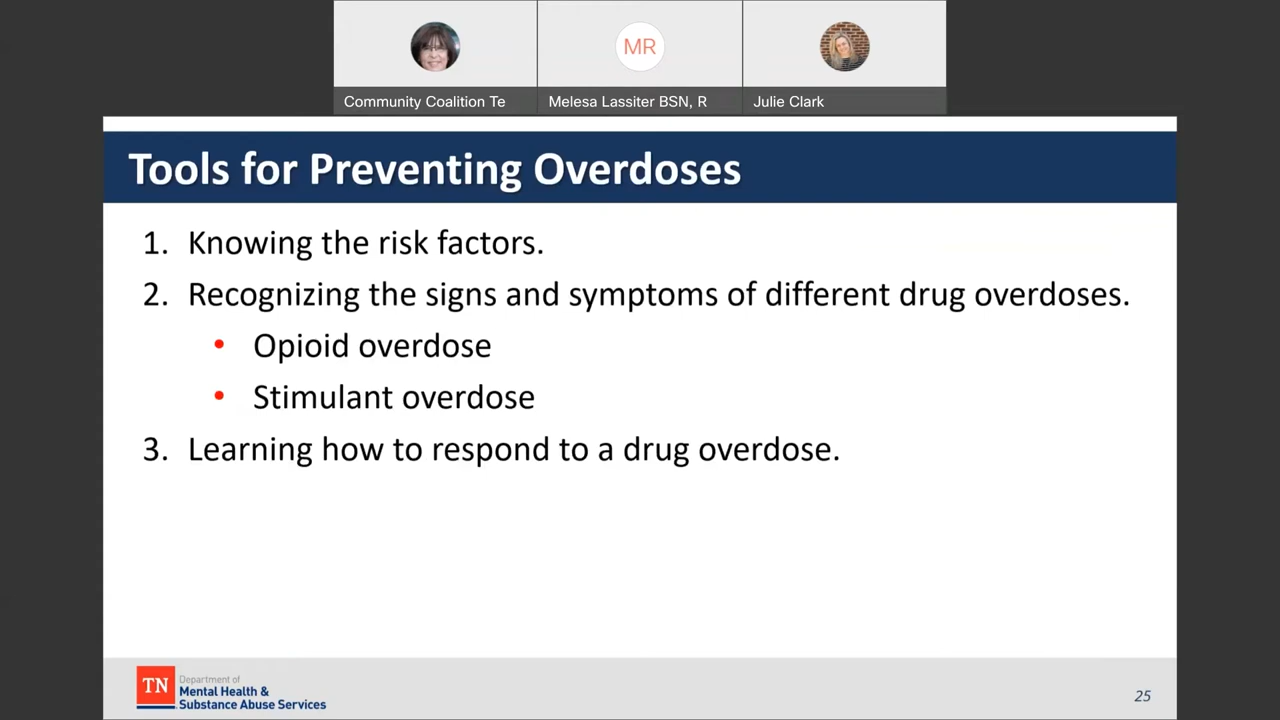 MR
Community Coalition Te
Melesa Lassiter BSN, R
Julie Clark
Tools for Preventing Overdoses
1. Knowing the risk factors.
2. Recognizing the signs and symptoms of different drug overdoses.
• Opioid overdose
• Stimulant overdose
3. Learning how to respond to a drug overdose.
TN
Department of
Mental Health &
Substance Abuse Services
25